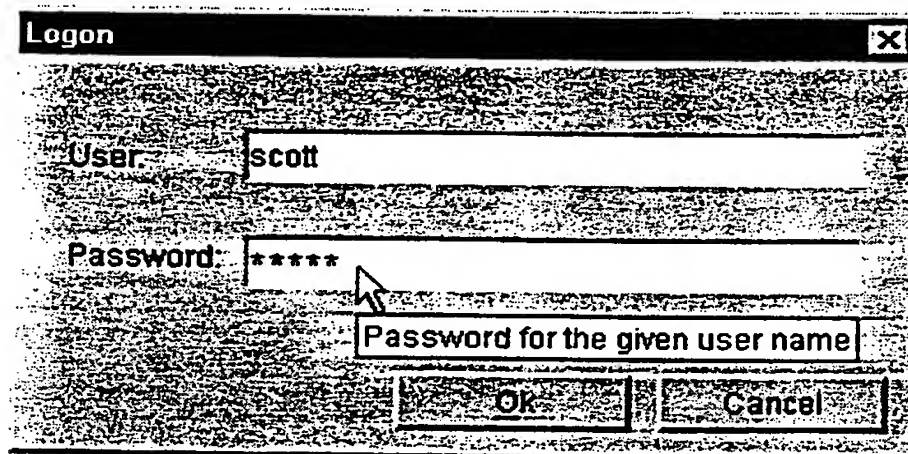 Logon
User: scott
Password: *****
Password for the given user name
Ok Cancel